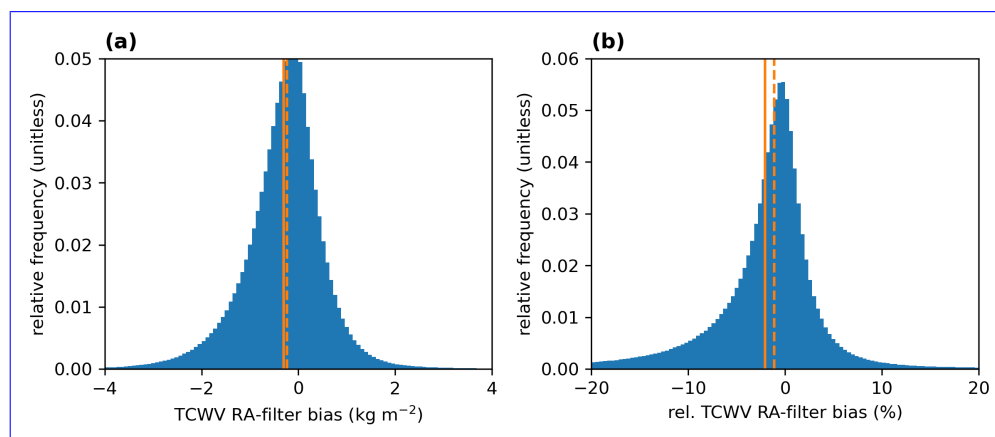 (a)
0.05
0.04
0.03
0.02
0.01
0.00
relative frequency (unitless)
−4 −2 0 2 4
TCWV RA-filter bias (kg m⁻²)
(b)
0.06
0.05
0.04
0.03
0.02
0.01
0.00
relative frequency (unitless)
−20 −10 0 10 20
rel. TCWV RA-filter bias (%)